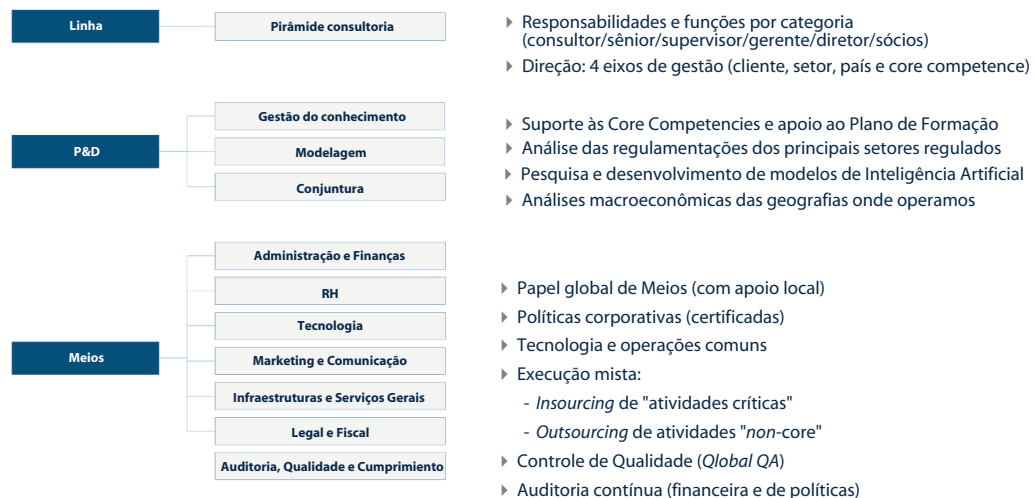 Linha
Pirâmide consultoria
Responsabilidades e funções por categoria
(consultor/sênior/supervisor/gerente/diretor/sócios)
Direção: 4 eixos de gestão (cliente, setor, país e core competence)
P&D
Gestão do conhecimento
Modelagem
Conjuntura
Suporte às Core Competencies e apoio ao Plano de Formação
Análise das regulamentações dos principais setores regulados
Pesquisa e desenvolvimento de modelos de Inteligência Artificial
Análises macroeconômicas das geografias onde operamos
Meios
Administração e Finanças
RH
Tecnologia
Marketing e Comunicação
Infraestruturas e Serviços Gerais
Legal e Fiscal
Auditoria, Qualidade e Cumprimiento
Papel global de Meios (com apoio local)
Políticas corporativas (certificadas)
Tecnologia e operações comuns
Execução mista:
- Insourcing de "atividades críticas"
- Outsourcing de atividades "non-core"
Controle de Qualidade (Qlobal QA)
Auditoria contínua (financeira e de políticas)